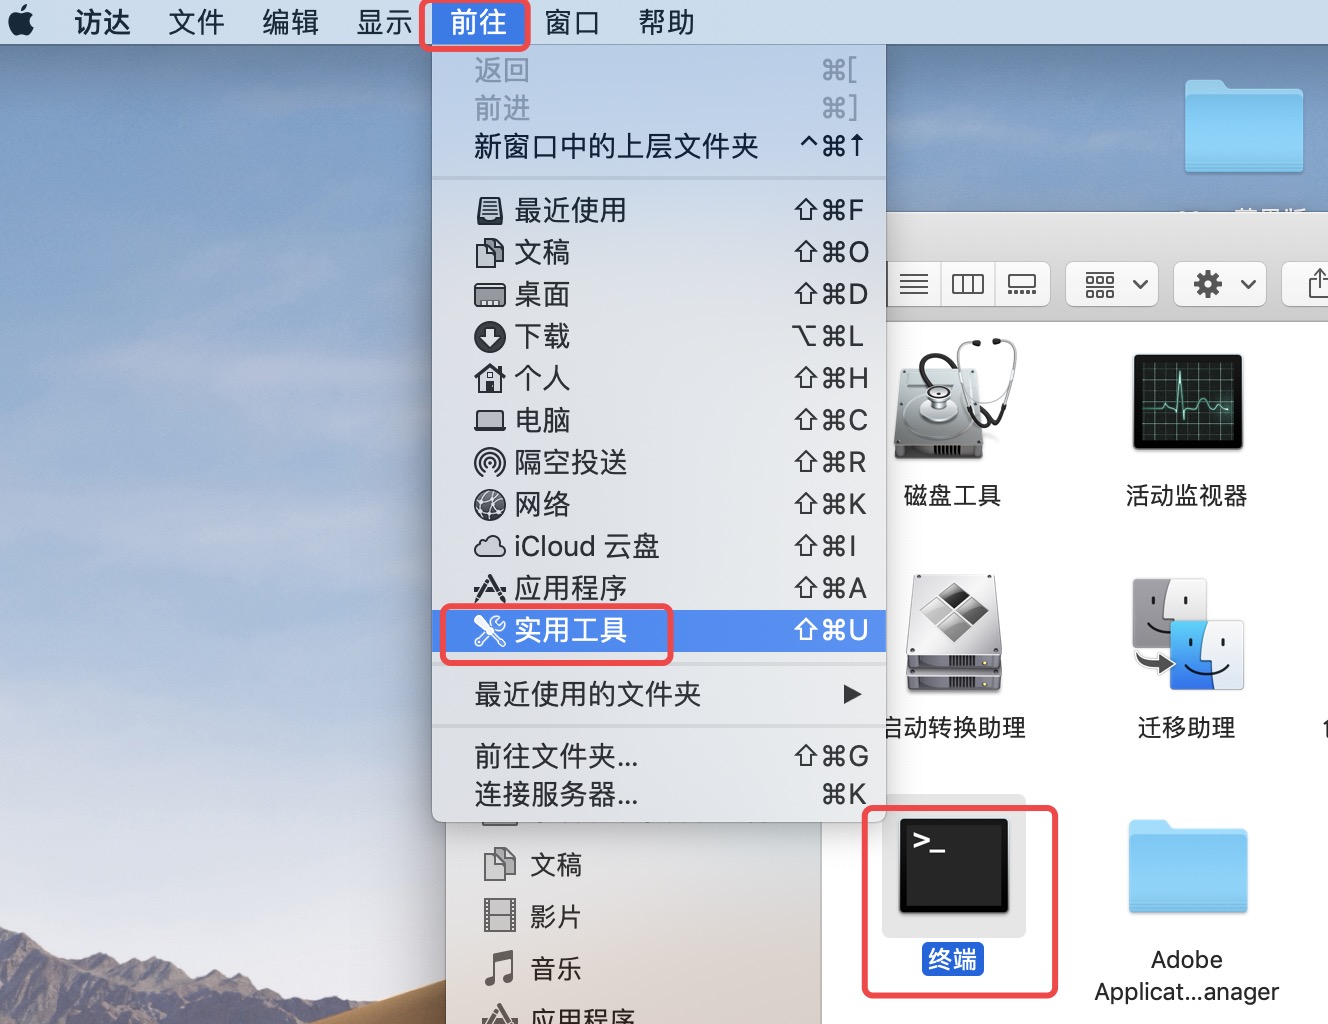 访达 文件 编辑 显示 前往 窗口 帮助
返回 ⌘[
前进 ⌘]
新窗口中的上层文件夹 ^⌘↑
最近使用 ⇧⌘F
文稿 ⇧⌘O
桌面 ⇧⌘D
下载 ⌥⌘L
个人 ⇧⌘H
电脑 ⇧⌘C
隔空投送 ⇧⌘R
网络 ⇧⌘K
iCloud 云盘 ⇧⌘I
应用程序 ⇧⌘A
实用工具 ⇧⌘U
最近使用的文件夹 ▶
前往文件夹... ⇧⌘G
连接服务器... ⌘K
文稿
影片
音乐
应用程序
磁盘工具
活动监视器
启动转换助理
迁移助理
>_
终端
Adobe
Applicat...anager